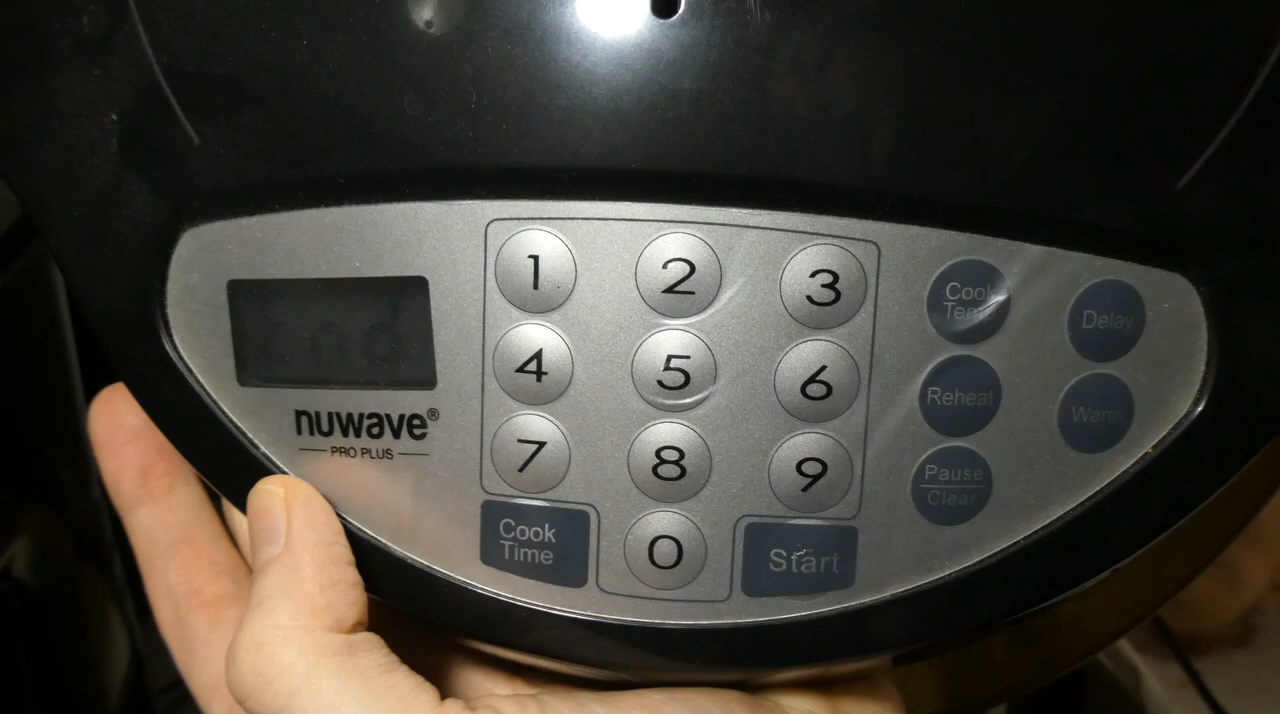 End
nuwave®
PRO PLUS
1 2 3
4 5 6
7 8 9
0
Cook
Time
Start
Cook
Temp
Delay
Reheat
Warm
Pause
Clear